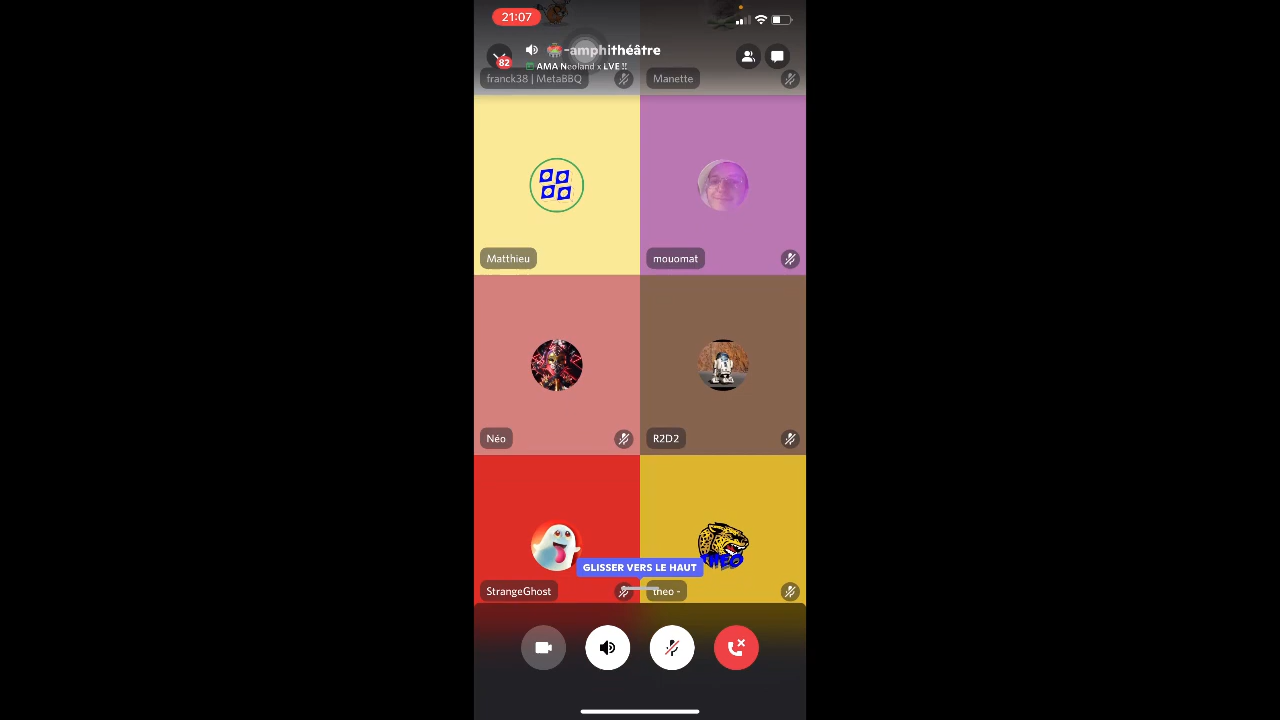 21:07
-amphithéâtre
82
AMA Neoland x LVE !!
franck38 | MetaBBQ
Manette
Matthieu
mouomat
Néo
R2D2
THEO
GLISSER VERS LE HAUT
StrangeGhost
theo -